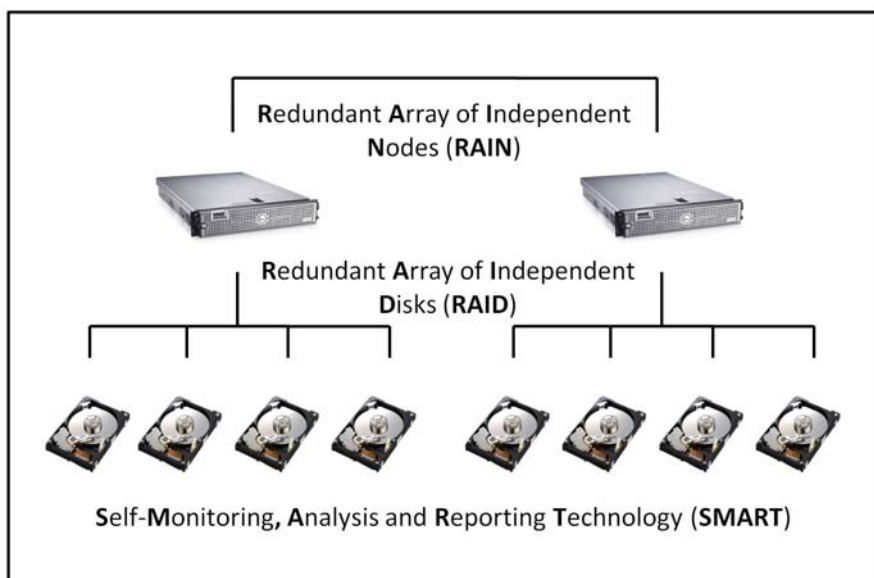 Redundant Array of Independent
Nodes (RAIN)
Redundant Array of Independent
Disks (RAID)
Self-Monitoring, Analysis and Reporting Technology (SMART)